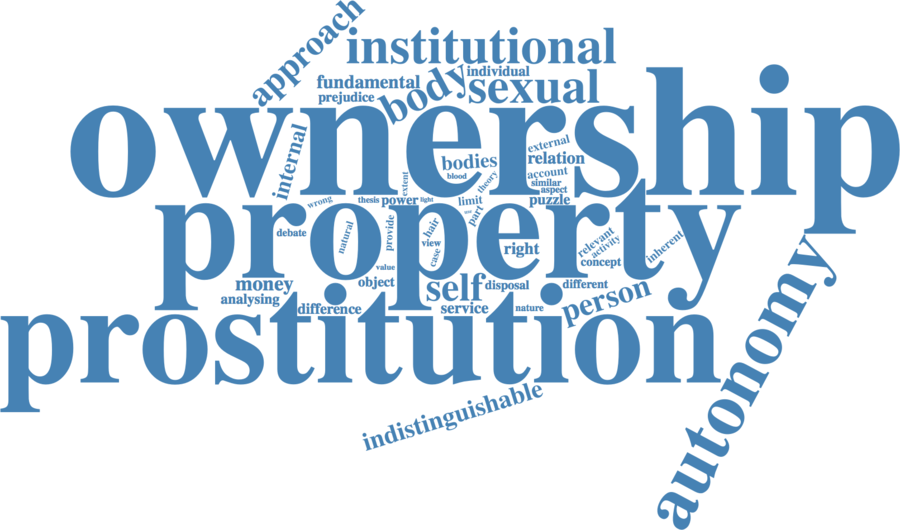 approach
institutional
fundamental
individual
prejudice
body
sexual
ownership
internal
external
bodies
relation
blood
theory
account
similar
aspect
extent
wrong
thesis
power
light
limit
puzzle
part
property
debate
natural
provide
hair
view
case
right
relevant
activity
concept
inherent
value
money
object
self
disposal
different
analysing
person
difference
service
nature
prostitution
autonomy
indistinguishable